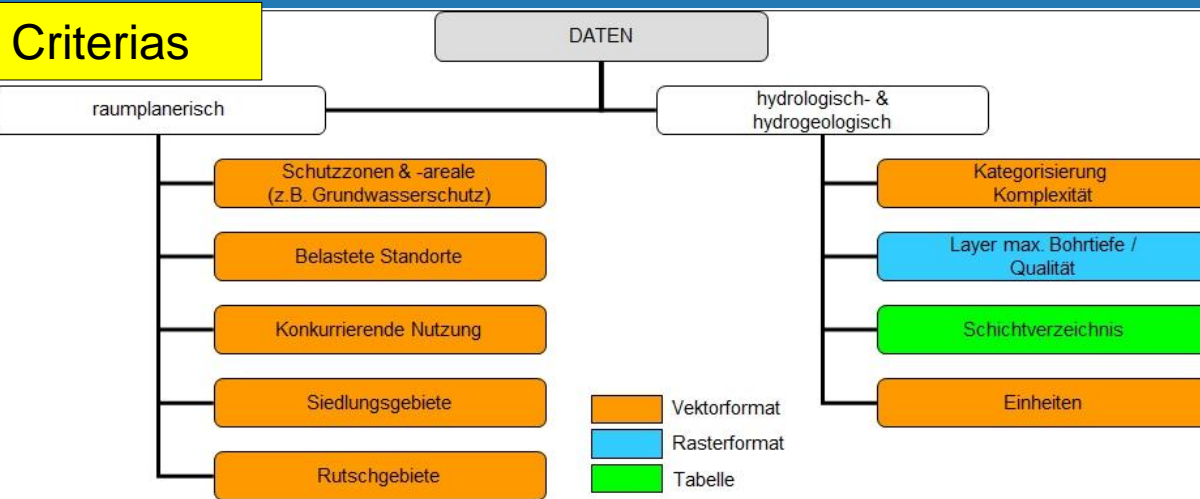 Criterias
DATEN
raumplanerisch
hydrologisch- &
hydrogeologisch
Schutzzonen & -areale
(z.B. Grundwasserschutz)
Belastete Standorte
Konkurrierende Nutzung
Siedlungsgebiete
Rutschgebiete
Kategorisierung
Komplexität
Layer max. Bohrtiefe /
Qualität
Schichtverzeichnis
Einheiten
Vektorformat
Rasterformat
Tabelle